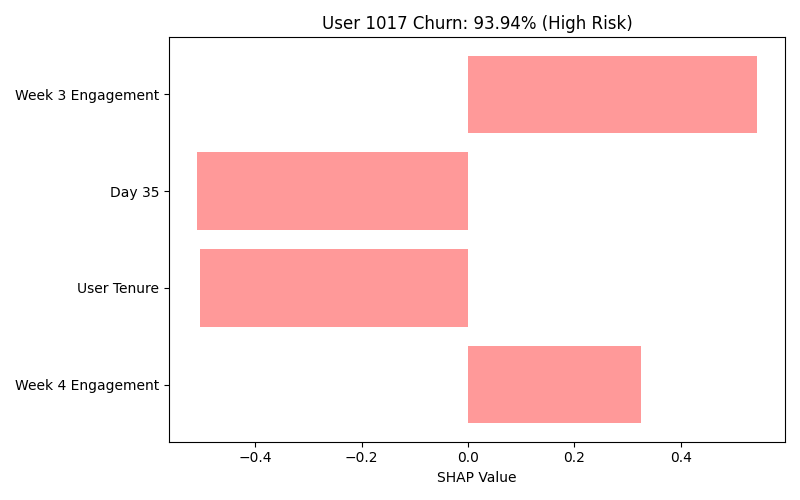 User 1017 Churn: 93.94% (High Risk)
Week 3 Engagement
Day 35
User Tenure
Week 4 Engagement
−0.4 −0.2 0.0 0.2 0.4
SHAP Value